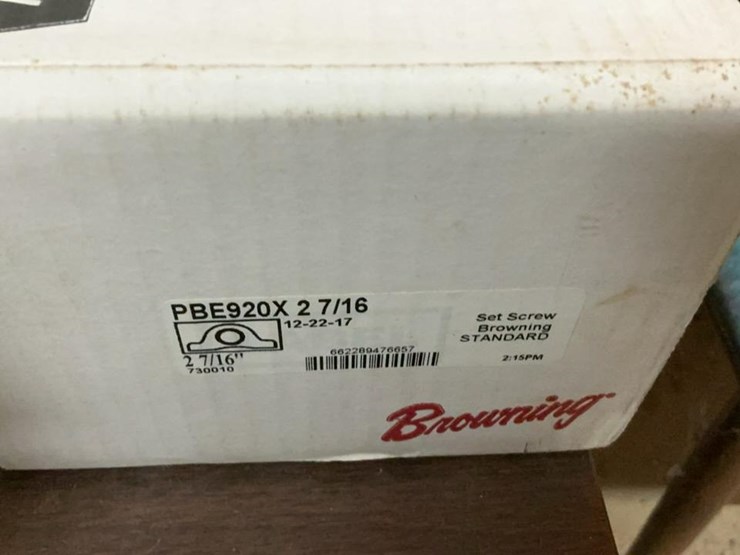 PBE920X 2 7/16
12-22-17
2 7/16"
730010
662289476657
Set Screw
Browning
STANDARD
2:15PM
Browning